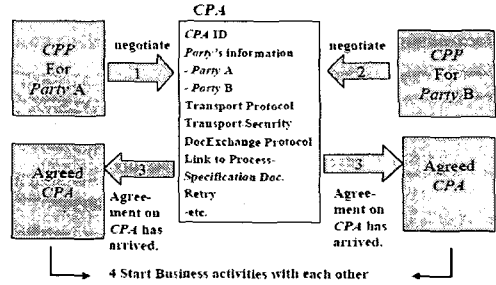 CPA
CPP
For
Party A
negotiate
1
CPA ID
Party's information
- Party A
- Party B
Transport Protocol
Transport Security
DocExchange Protocol
Link to Process-
Specification Doc.
Retry
-etc.
negotiate
2
CPP
For
Party B
Agreed
CPA
3
Agree-
ment on
CPA has
arrived.
3
Agree-
ment on
CPA has
arrived.
Agreed
CPA
4 Start Business activities with each other